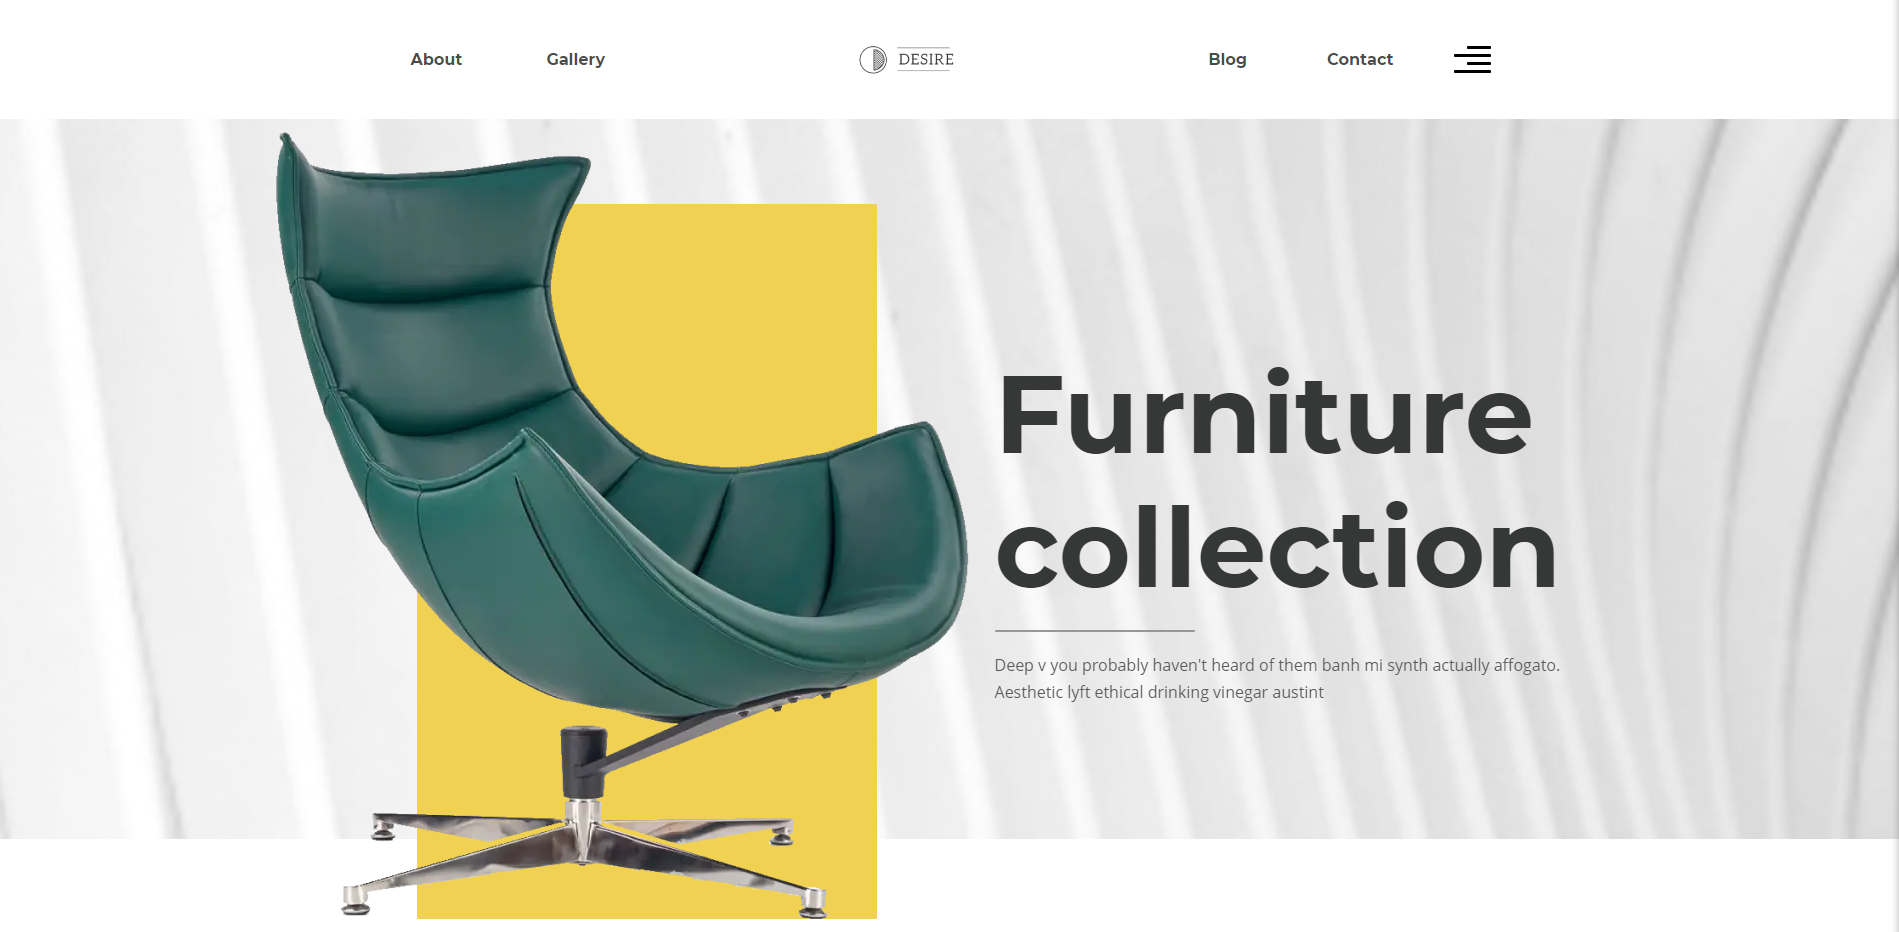 About
Gallery
DESIRE
Blog
Contact
Furniture
collection
Deep v you probably haven't heard of them banh mi synth actually affogato.
Aesthetic lyft ethical drinking vinegar austint